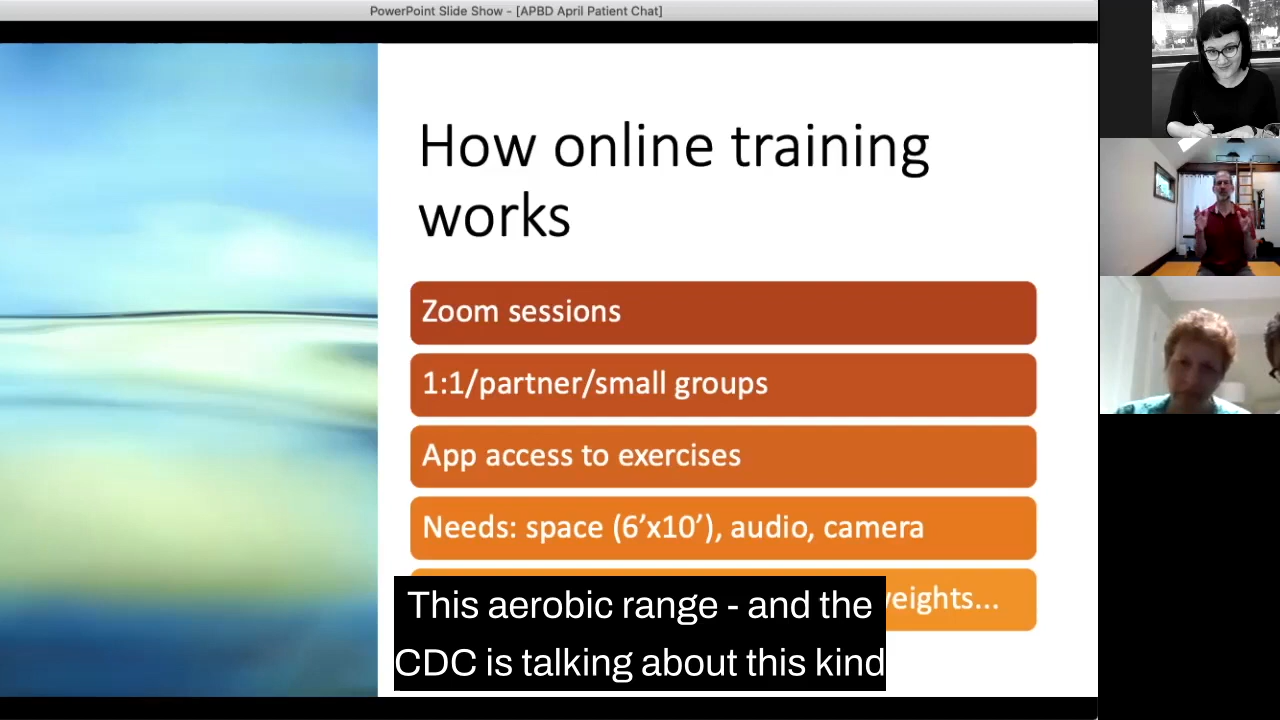 PowerPoint Slide Show - [APBD April Patient Chat]
How online training
works
Zoom sessions
1:1/partner/small groups
App access to exercises
Needs: space (6’x10’), audio, camera
weights...
This aerobic range - and the
CDC is talking about this kind